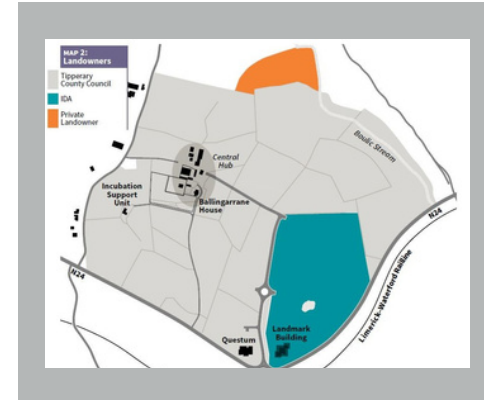 MAP 2:
Landowners
Tipperary
County Council
IDA
Private
Landowner
Boulic Stream
Central
Hub
Incubation
Support
Unit
Ballingarrane
House
N24
N24
Limerick-Waterford Railline
Questum
Landmark
Building